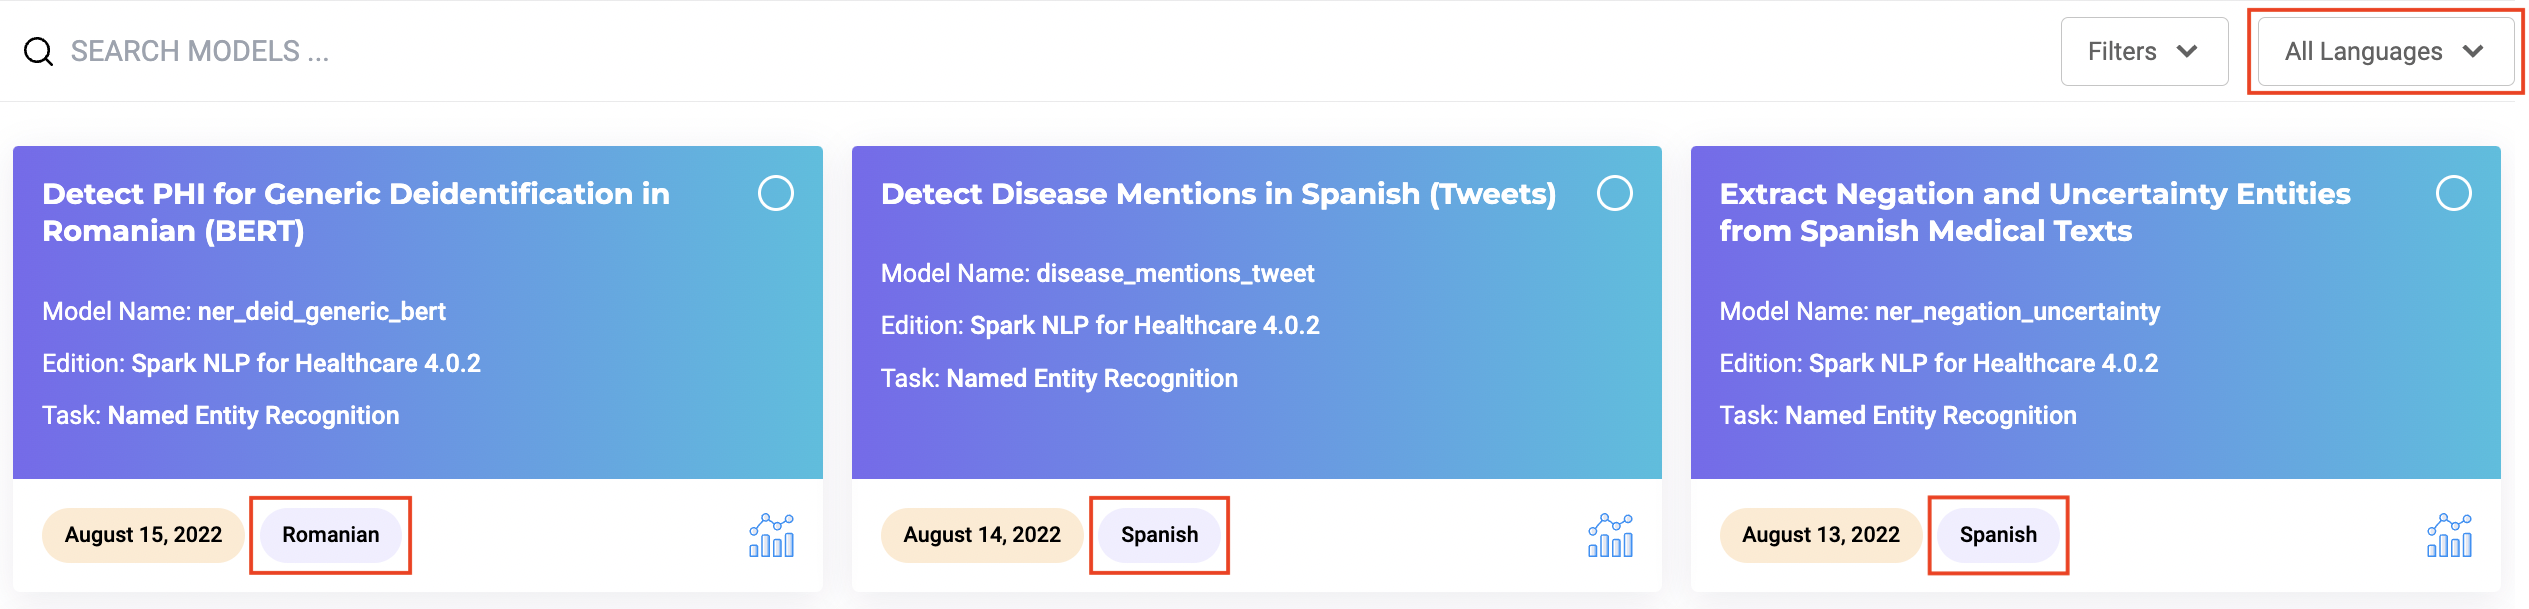 SEARCH MODELS ...
Filters
All Languages
Detect PHI for Generic Deidentification in
Romanian (BERT)
Model Name: ner_deid_generic_bert
Edition: Spark NLP for Healthcare 4.0.2
Task: Named Entity Recognition
August 15, 2022
Romanian
Detect Disease Mentions in Spanish (Tweets)
Model Name: disease_mentions_tweet
Edition: Spark NLP for Healthcare 4.0.2
Task: Named Entity Recognition
August 14, 2022
Spanish
Extract Negation and Uncertainty Entities
from Spanish Medical Texts
Model Name: ner_negation_uncertainty
Edition: Spark NLP for Healthcare 4.0.2
Task: Named Entity Recognition
August 13, 2022
Spanish